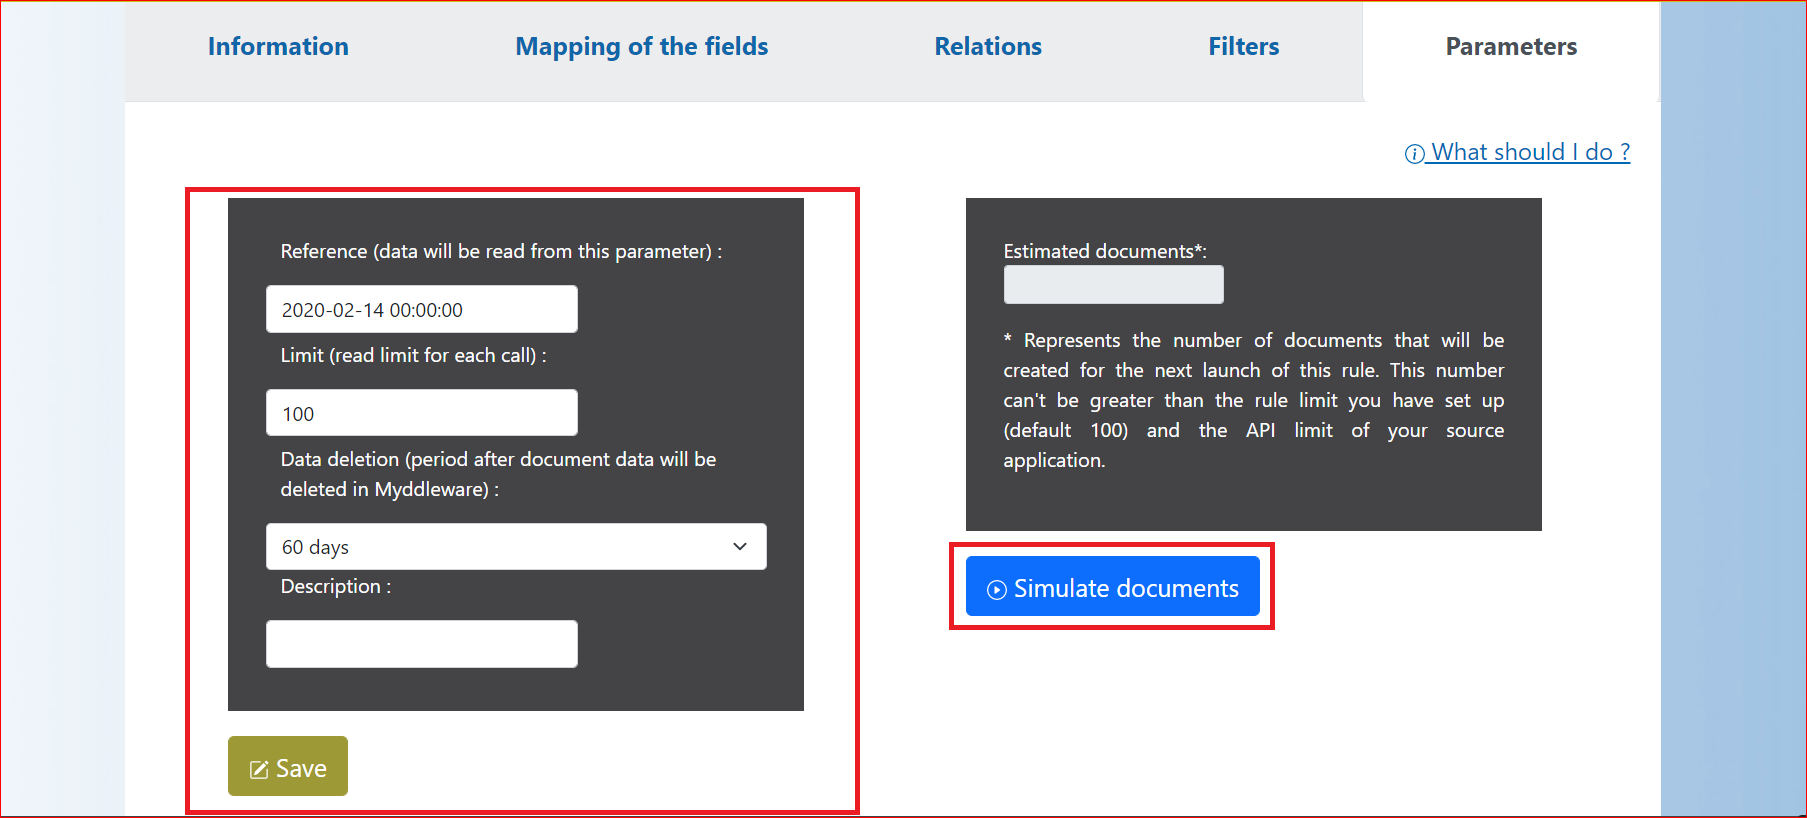 Information
Mapping of the fields
Relations
Filters
Parameters
What should I do ?
Reference (data will be read from this parameter) :
2020-02-14 00:00:00
Limit (read limit for each call) :
100
Data deletion (period after document data will be
deleted in Myddleware) :
60 days
Description :
Save
Estimated documents*:
* Represents the number of documents that will be
created for the next launch of this rule. This number
can't be greater than the rule limit you have set up
(default 100) and the API limit of your source
application.
Simulate documents